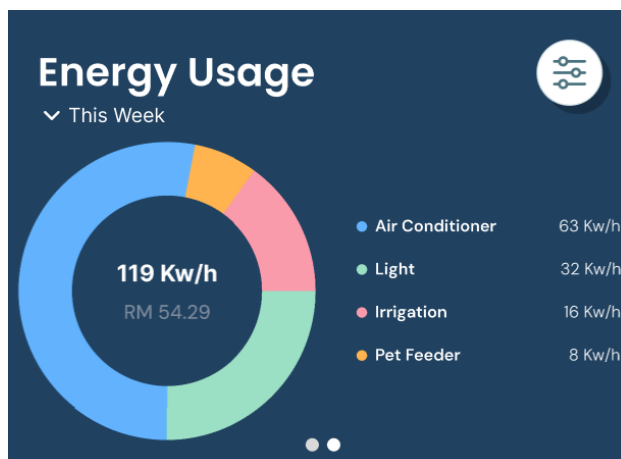 Energy Usage
This Week
119 Kw/h
RM 54.29
Air Conditioner 63 Kw/h
Light 32 Kw/h
Irrigation 16 Kw/h
Pet Feeder 8 Kw/h